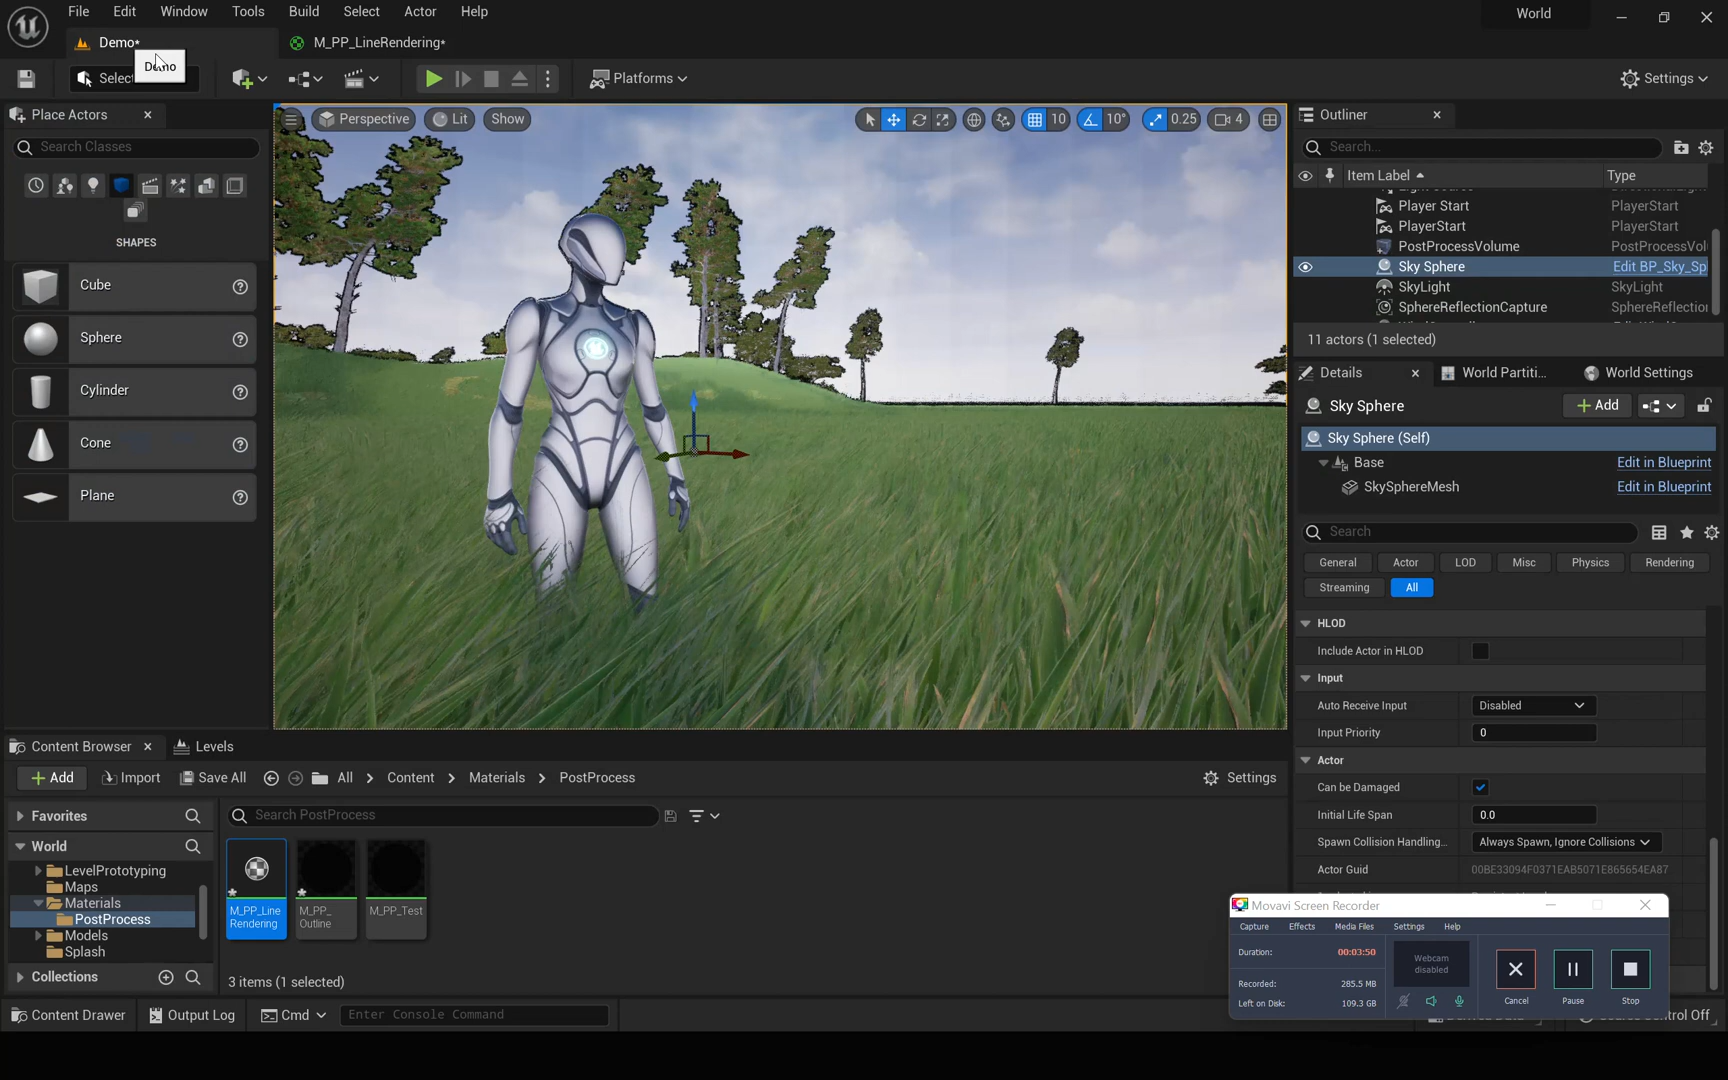 File Edit Window Tools Build Select Actor Help
World
Demo*
M_PP_LineRendering*
Demo
Platforms
Settings
Place Actors
Search Classes
SHAPES
Cube
Sphere
Cylinder
Cone
Plane
Perspective Lit Show
10 10° 0.25 4
Outliner
Search...
Item Label Type
Player Start PlayerStart
PlayerStart PlayerStart
PostProcessVolume PostProcessVol
Sky Sphere Edit BP_Sky_Sp
SkyLight SkyLight
SphereReflectionCapture SphereReflection
11 actors (1 selected)
Details World Partiti... World Settings
Sky Sphere Add
Sky Sphere (Self)
Base Edit in Blueprint
SkySphereMesh Edit in Blueprint
Search
General Actor LOD Misc Physics Rendering
Streaming All
HLOD
Include Actor in HLOD
Input
Auto Receive Input Disabled
Input Priority 0
Actor
Can be Damaged
Initial Life Span 0.0
Spawn Collision Handling... Always Spawn, Ignore Collisions
Actor Guid 00BE33094F0371EAB5071E865654EA87
Content Browser Levels
Add Import Save All All Content Materials PostProcess Settings
Favorites
Search PostProcess
World
LevelPrototyping
Maps
Materials
PostProcess
Models
Splash
Collections
M_PP_Line
Rendering
M_PP_
Outline
M_PP_Test
3 items (1 selected)
Content Drawer Output Log Cmd Enter Console Command
Movavi Screen Recorder
Capture Effects Media Files Settings Help
Duration: 00:03:50
Webcam
disabled
Recorded: 285.5 MB
Left on Disk: 109.3 GB
Cancel Pause Stop